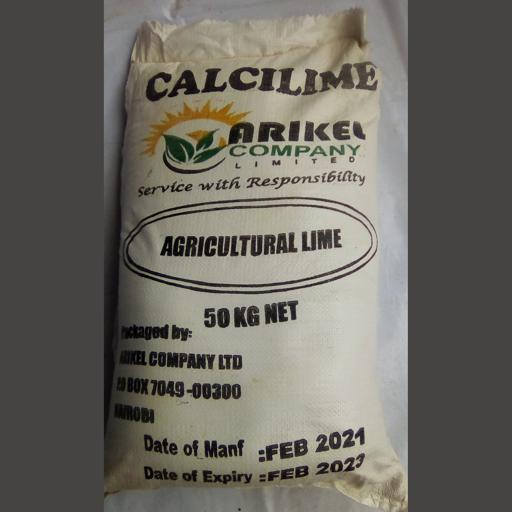 CALCILIME
ARIKEL
COMPANY
LIMITED
Service with Responsibility
AGRICULTURAL LIME
50 KG NET
Packaged by:
ARIKEL COMPANY LTD
P.O BOX 7049-00300
NAIROBI
Date of Manf :FEB 2021
Date of Expiry :FEB 2023